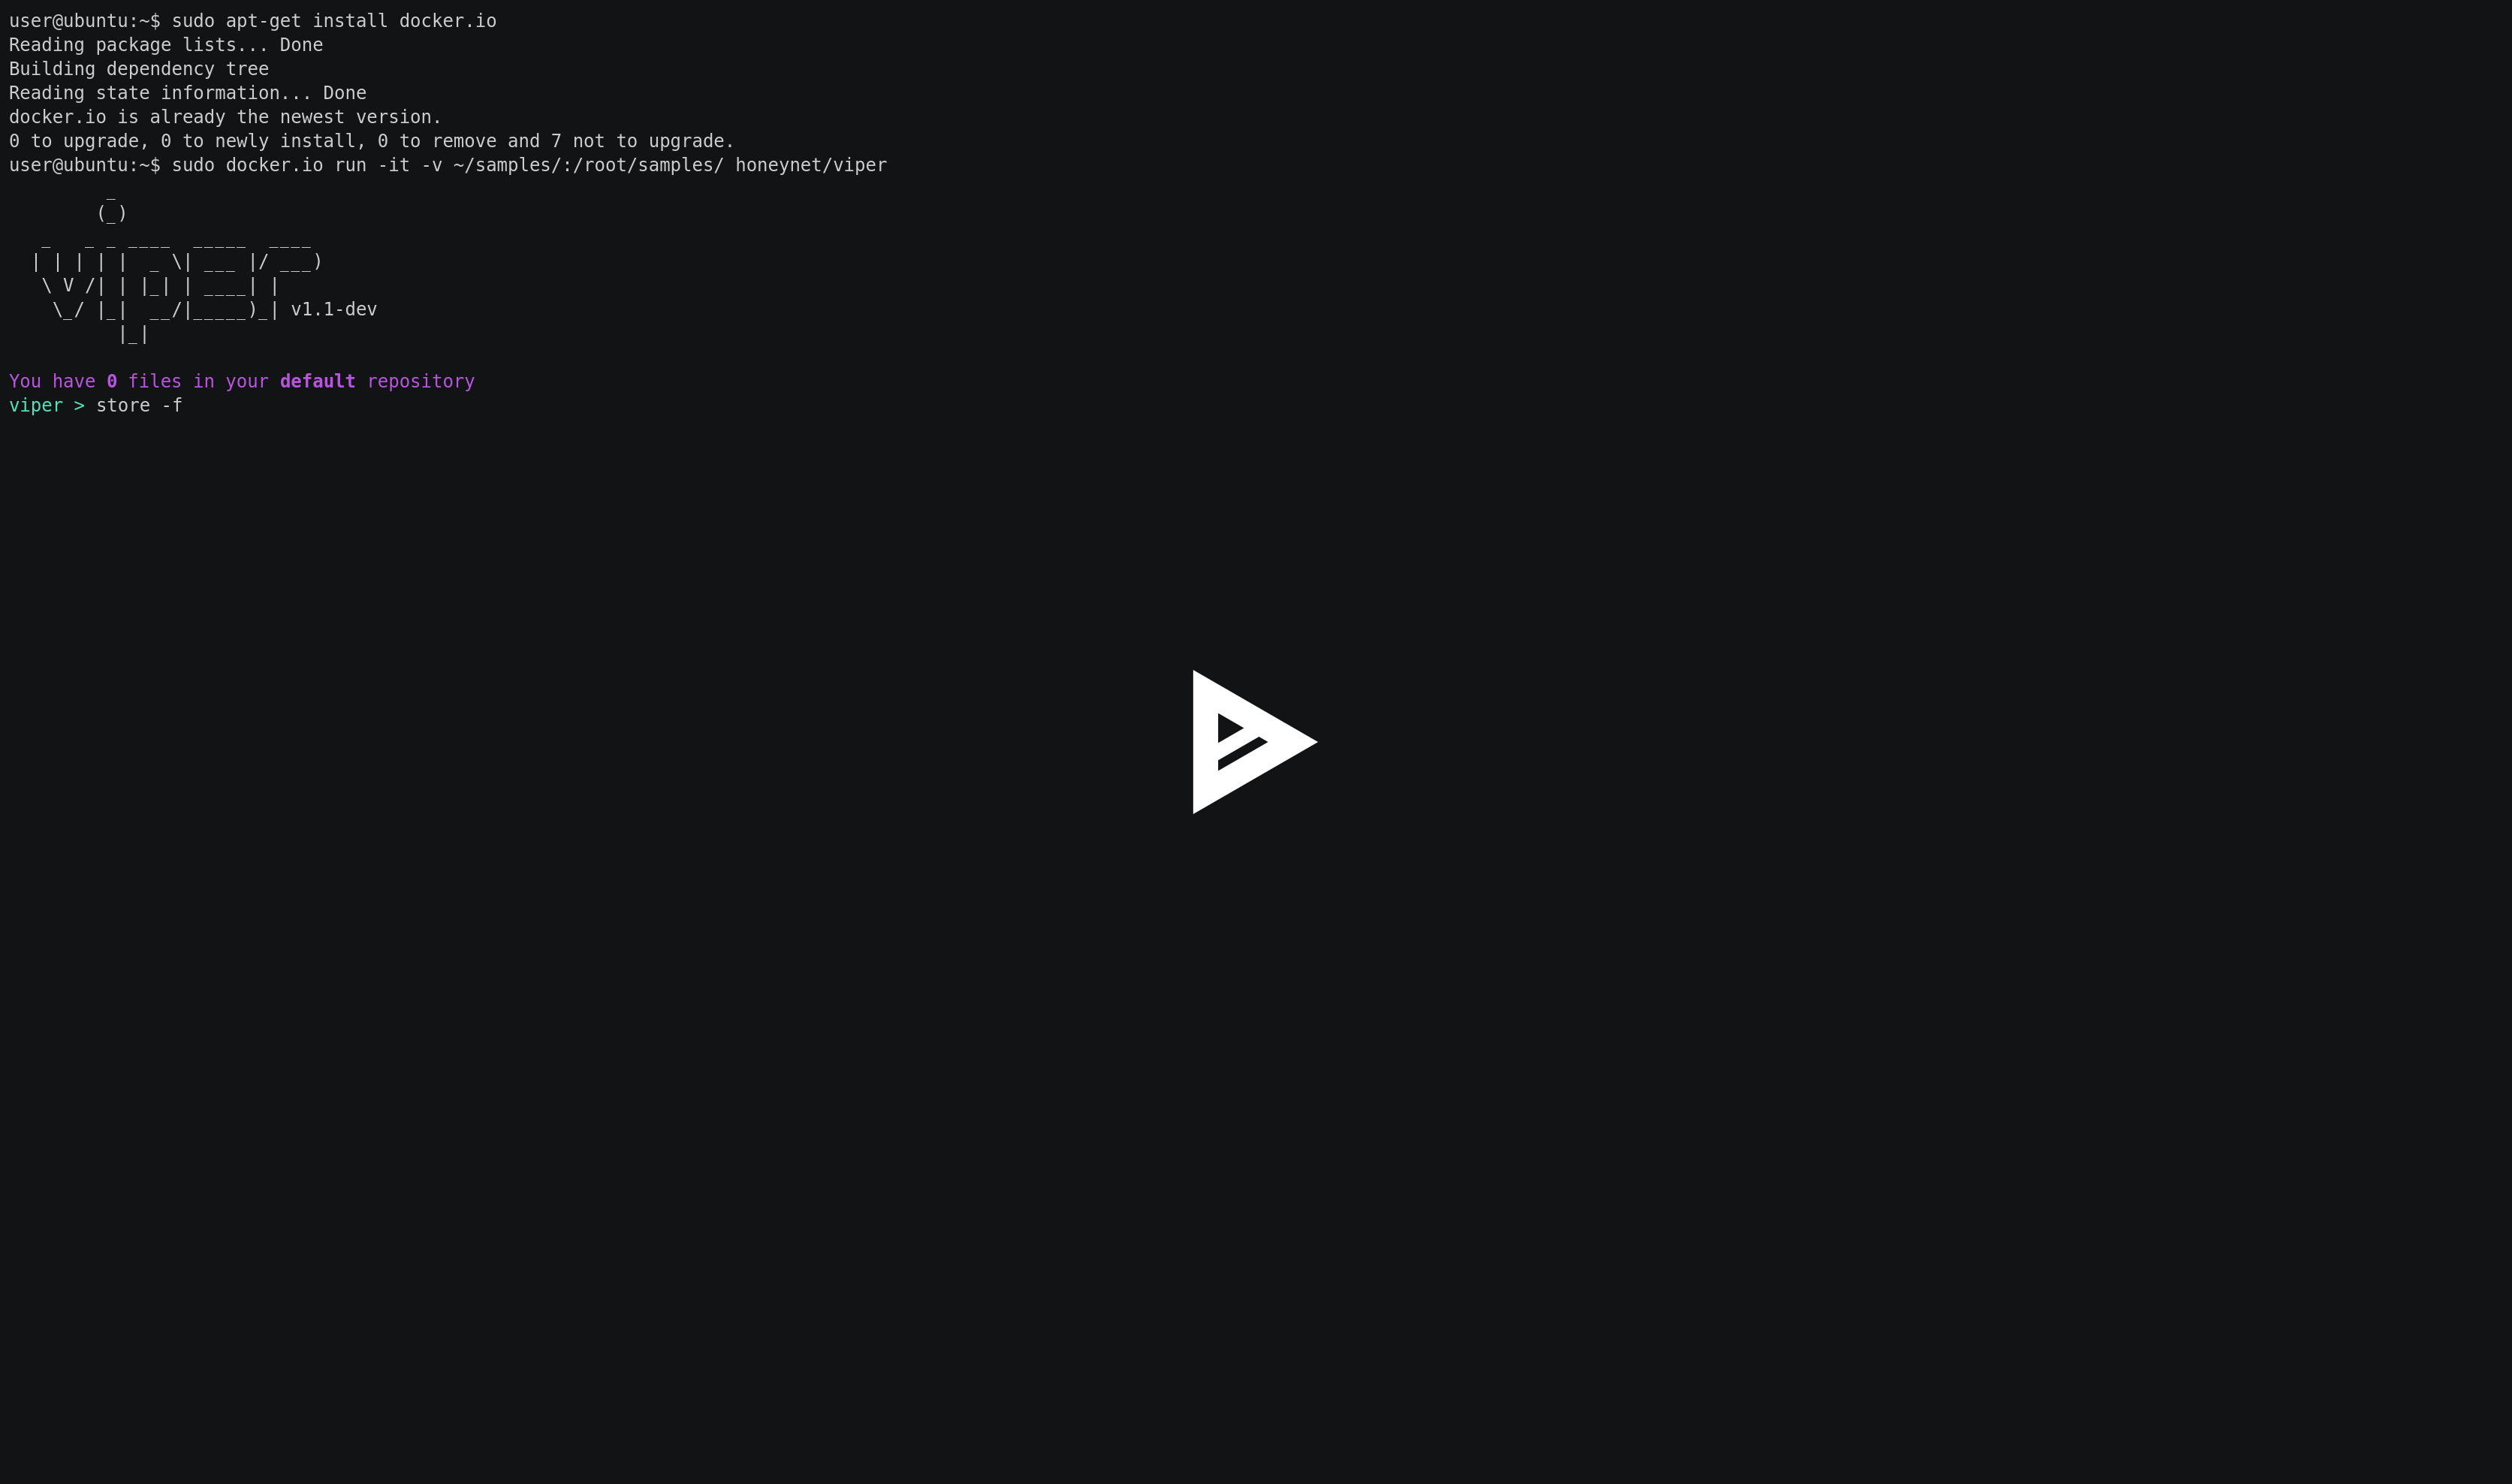 user@ubuntu:~$ sudo apt-get install docker.io
Reading package lists... Done
Building dependency tree
Reading state information... Done
docker.io is already the newest version.
0 to upgrade, 0 to newly install, 0 to remove and 7 not to upgrade.
user@ubuntu:~$ sudo docker.io run -it -v ~/samples/:/root/samples/ honeynet/viper
         _
        (_)
   _   _ _ ____  _____  ____
  | | | | |  _ \| ___ |/ ___)
   \ V /| | |_| | ____| |
    \_/ |_|  __/|_____)_| v1.1-dev
          |_|
You have 0 files in your default repository
viper > store -f